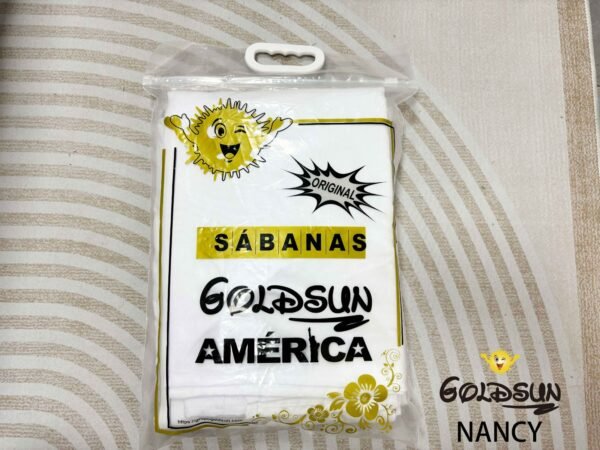 ORIGINAL
SÁBANAS
GOLDSUN
AMÉRICA
GOLDSUN
NANCY